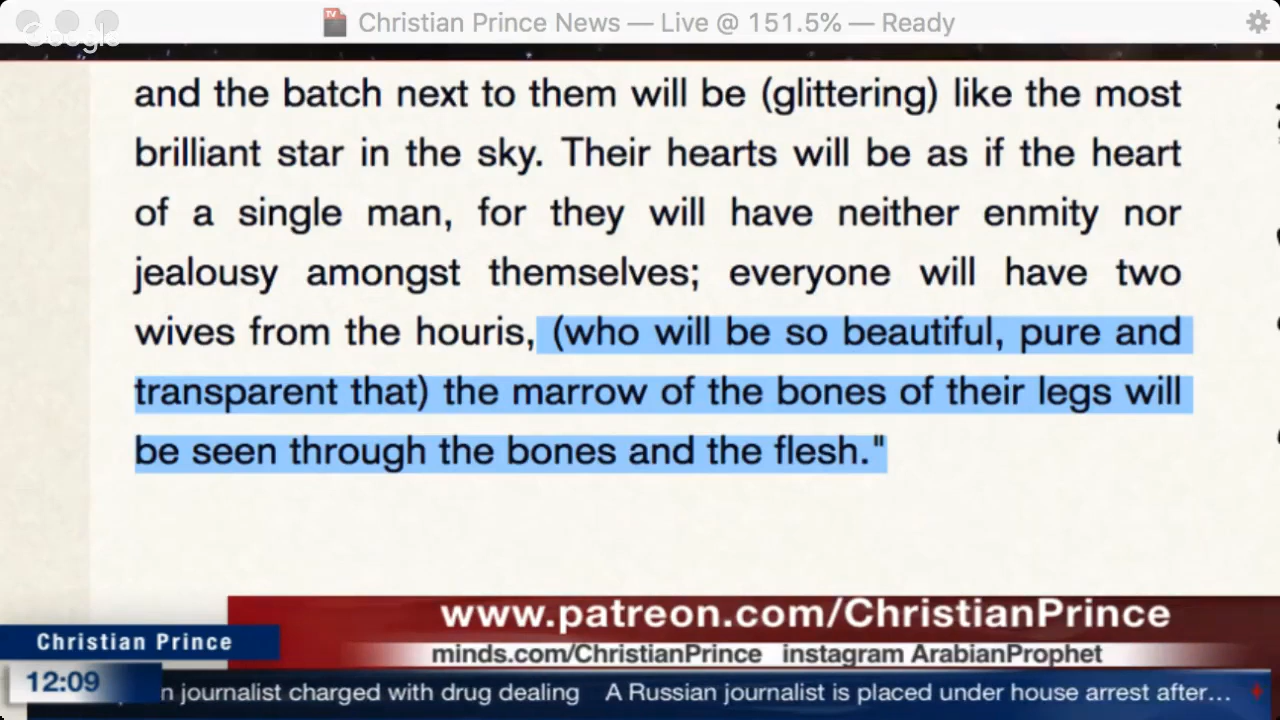 Christian Prince News — Live @ 151.5% — Ready
Google
and the batch next to them will be (glittering) like the most
brilliant star in the sky. Their hearts will be as if the heart
of a single man, for they will have neither enmity nor
jealousy amongst themselves; everyone will have two
wives from the houris, (who will be so beautiful, pure and
transparent that) the marrow of the bones of their legs will
be seen through the bones and the flesh."
www.patreon.com/ChristianPrince
Christian Prince
minds.com/ChristianPrince instagram ArabianProphet
12:09
n journalist charged with drug dealing A Russian journalist is placed under house arrest after...